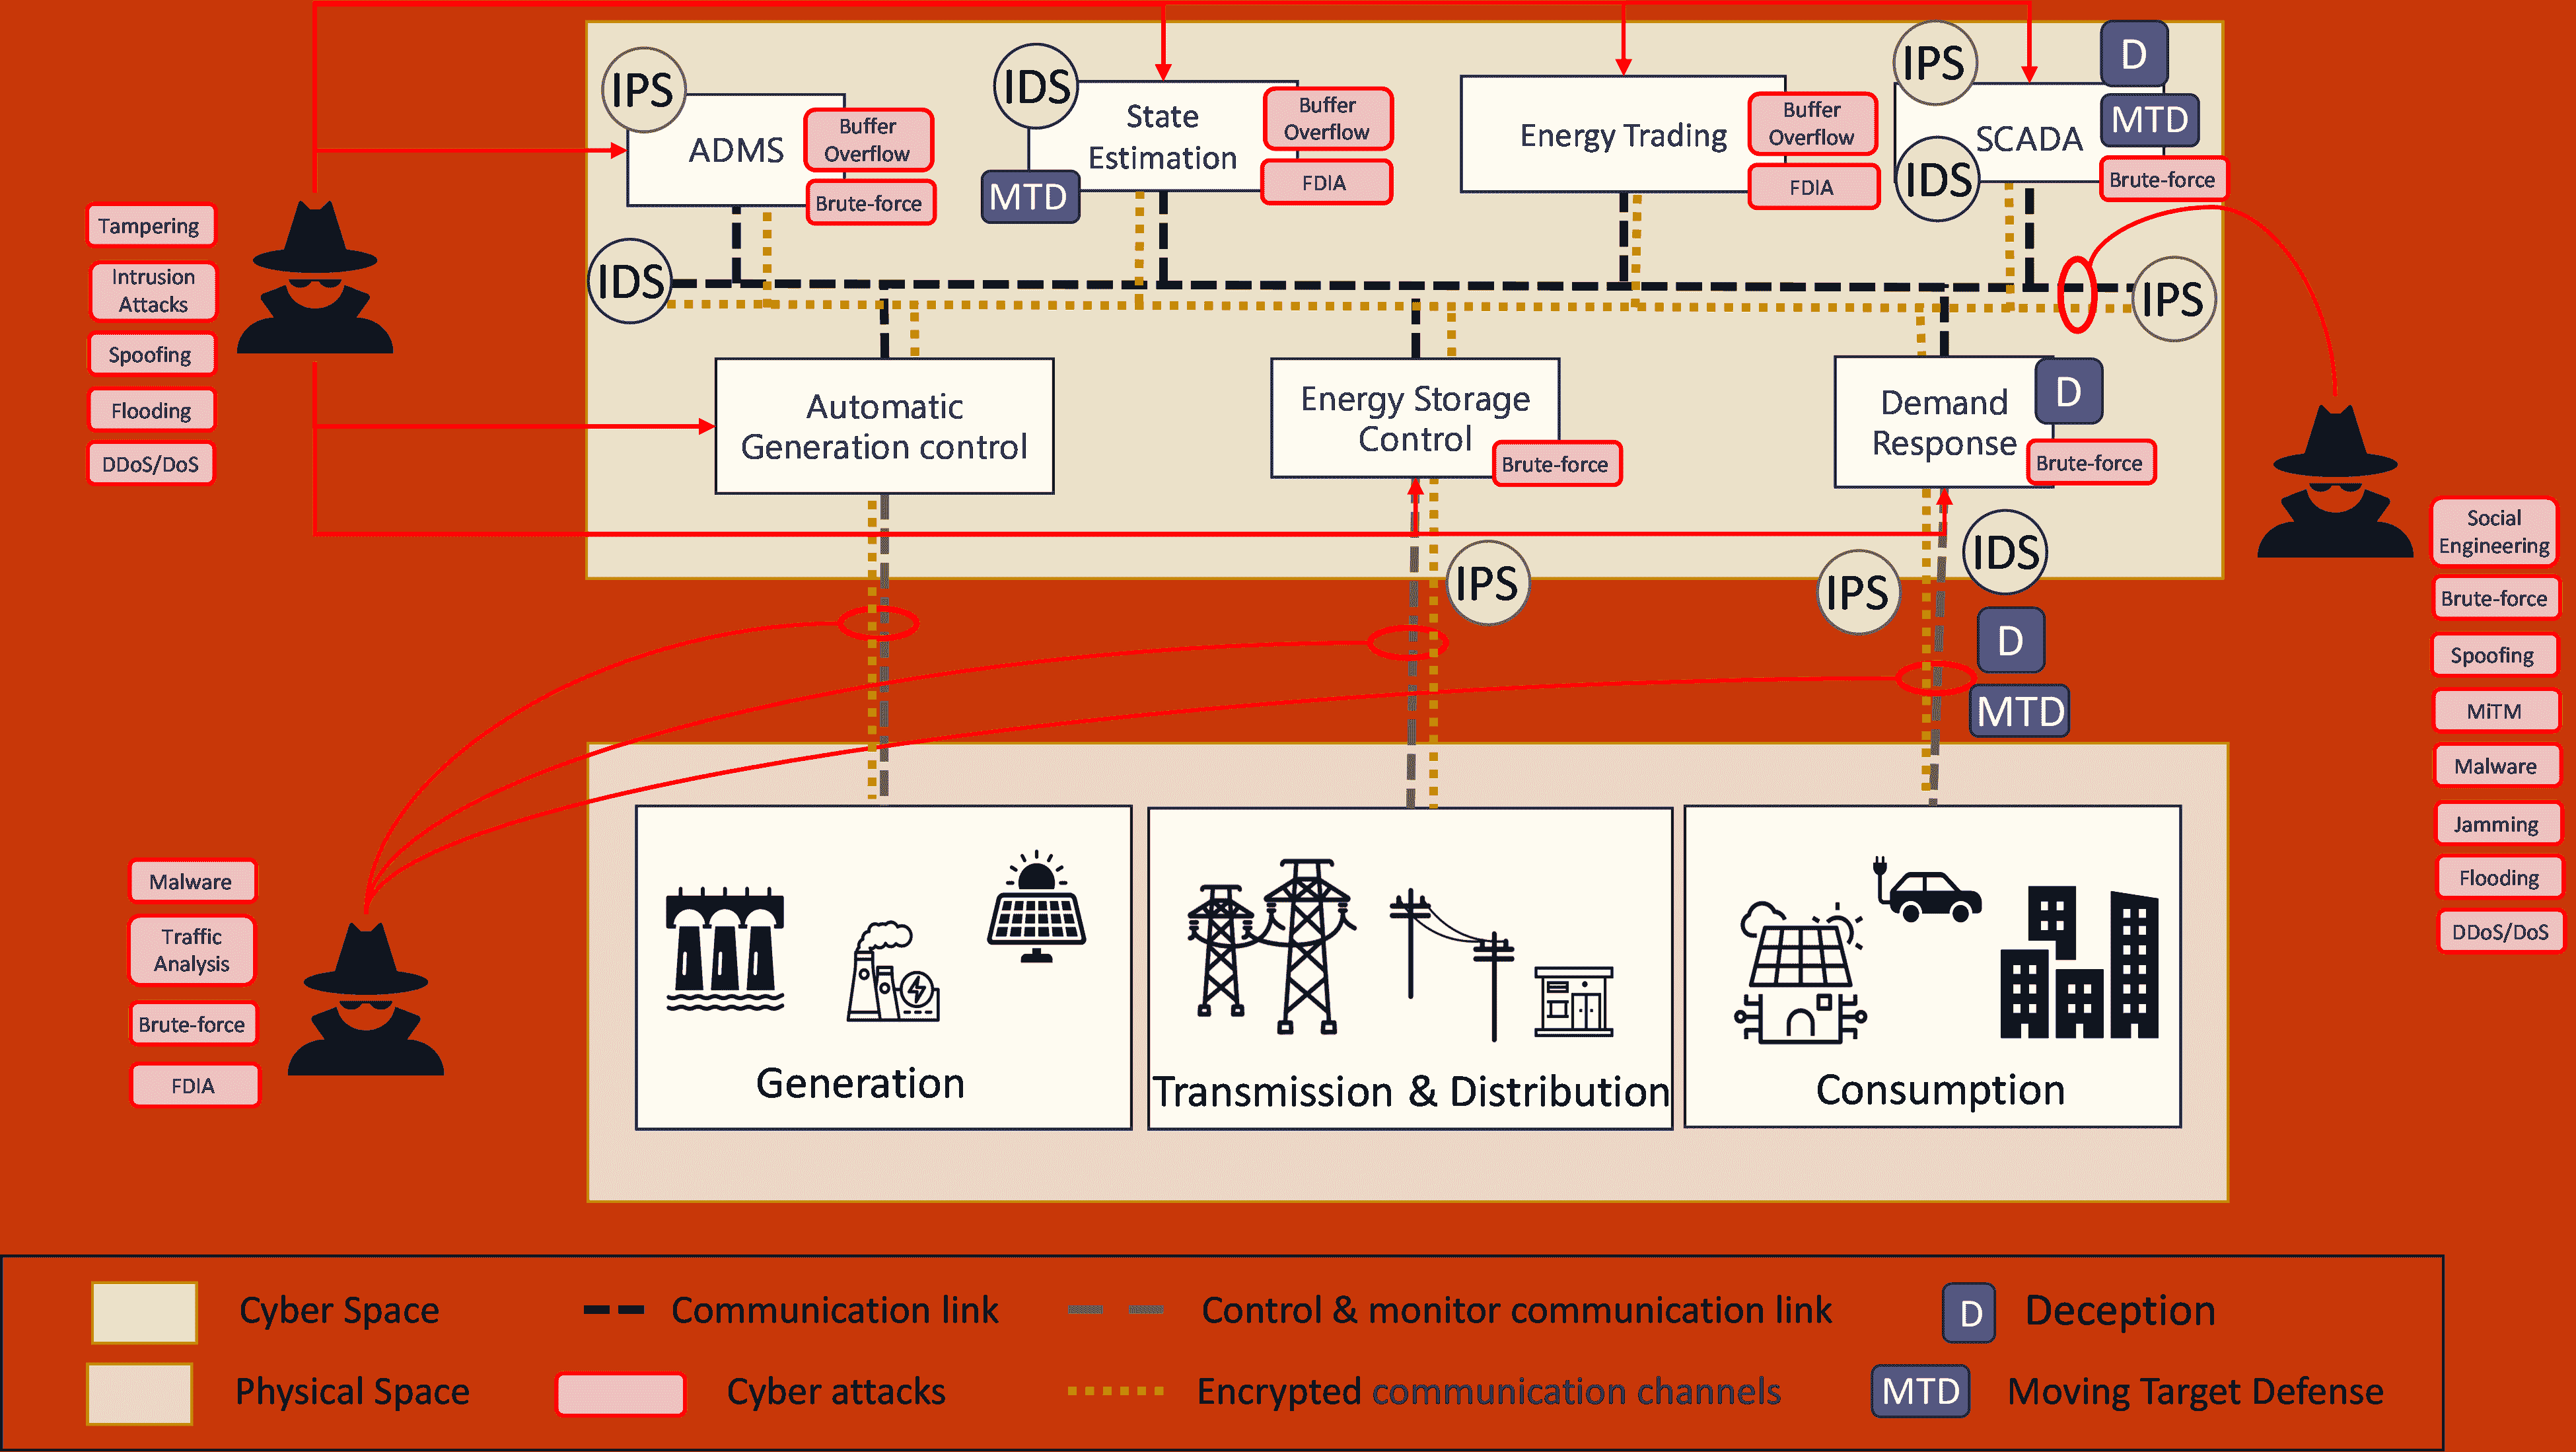 IPS
ADMS
Buffer
Overflow
Brute-force
IDS
State
Estimation
MTD
Buffer
Overflow
FDIA
Energy Trading
Buffer
Overflow
FDIA
IPS
D
SCADA
MTD
IDS
Brute-force
Tampering
Intrusion
Attacks
Spoofing
Flooding
DDoS/DoS
IDS
IPS
Automatic
Generation control
Energy Storage
Control
Brute-force
Demand
Response
D
Brute-force
IPS
IPS
IDS
D
MTD
Social
Engineering
Brute-force
Spoofing
MiTM
Malware
Jamming
Flooding
DDoS/DoS
Malware
Traffic
Analysis
Brute-force
FDIA
Generation
Transmission & Distribution
Consumption
Cyber Space
Communication link
Control & monitor communication link
D
Deception
Physical Space
Cyber attacks
Encrypted communication channels
MTD
Moving Target Defense